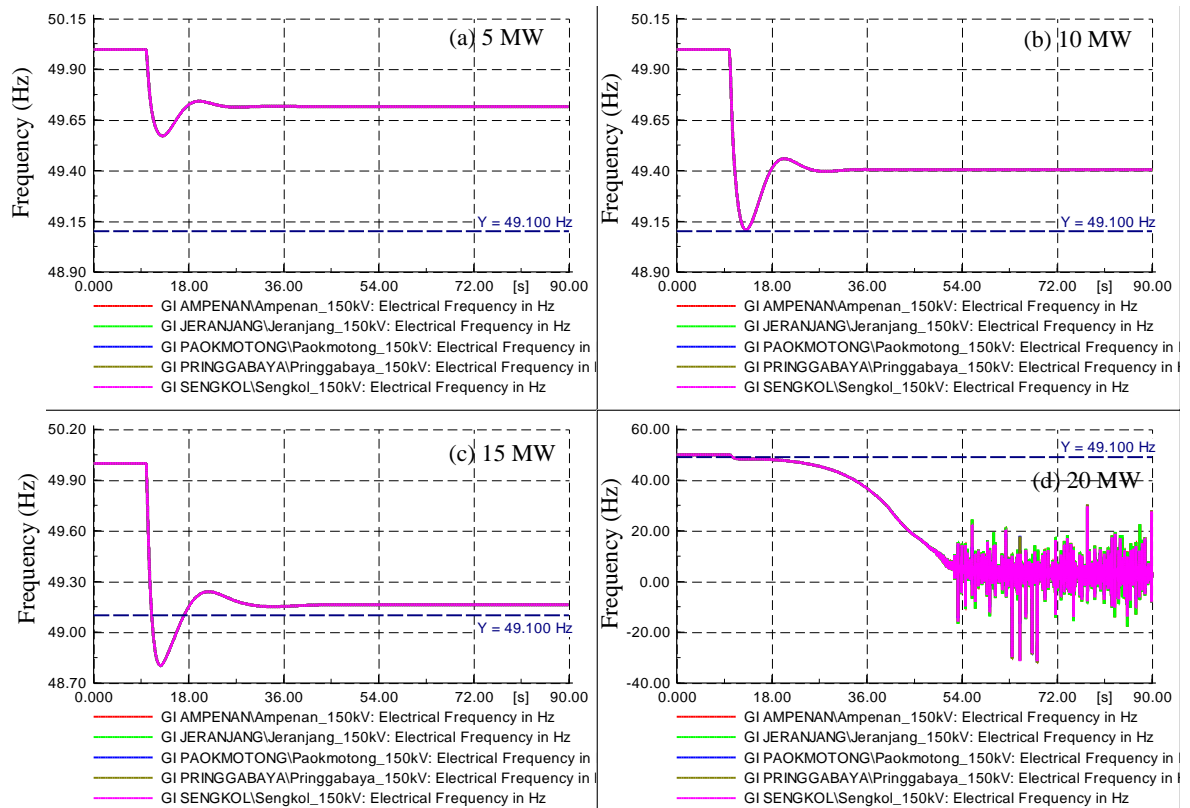 50.15
(a) 5 MW
49.90
49.65
49.40
49.15
Y = 49.100 Hz
48.90
0.000 18.00 36.00 54.00 72.00 [s] 90.00
Frequency (Hz)
GI AMPENAN\Ampenan_150kV: Electrical Frequency in Hz
GI JERANJANG\Jeranjang_150kV: Electrical Frequency in Hz
GI PAOKMOTONG\Paokmotong_150kV: Electrical Frequency in
GI PRINGGABAYA\Pringgabaya_150kV: Electrical Frequency in
GI SENGKOL\Sengkol_150kV: Electrical Frequency in Hz
50.15
(b) 10 MW
49.90
49.65
49.40
49.15
Y = 49.100 Hz
48.90
0.000 18.00 36.00 54.00 72.00 [s] 90.00
Frequency (Hz)
GI AMPENAN\Ampenan_150kV: Electrical Frequency in Hz
GI JERANJANG\Jeranjang_150kV: Electrical Frequency in Hz
GI PAOKMOTONG\Paokmotong_150kV: Electrical Frequency in
GI PRINGGABAYA\Pringgabaya_150kV: Electrical Frequency in
GI SENGKOL\Sengkol_150kV: Electrical Frequency in Hz
50.20
(c) 15 MW
49.90
49.60
49.30
49.00
Y = 49.100 Hz
48.70
0.000 18.00 36.00 54.00 72.00 [s] 90.00
Frequency (Hz)
GI AMPENAN\Ampenan_150kV: Electrical Frequency in Hz
GI JERANJANG\Jeranjang_150kV: Electrical Frequency in Hz
GI PAOKMOTONG\Paokmotong_150kV: Electrical Frequency in
GI PRINGGABAYA\Pringgabaya_150kV: Electrical Frequency in
GI SENGKOL\Sengkol_150kV: Electrical Frequency in Hz
60.00
Y = 49.100 Hz
40.00
(d) 20 MW
20.00
0.00
-20.00
-40.00
0.000 18.00 36.00 54.00 72.00 [s] 90.00
Frequency (Hz)
GI AMPENAN\Ampenan_150kV: Electrical Frequency in Hz
GI JERANJANG\Jeranjang_150kV: Electrical Frequency in Hz
GI PAOKMOTONG\Paokmotong_150kV: Electrical Frequency in
GI PRINGGABAYA\Pringgabaya_150kV: Electrical Frequency in
GI SENGKOL\Sengkol_150kV: Electrical Frequency in Hz